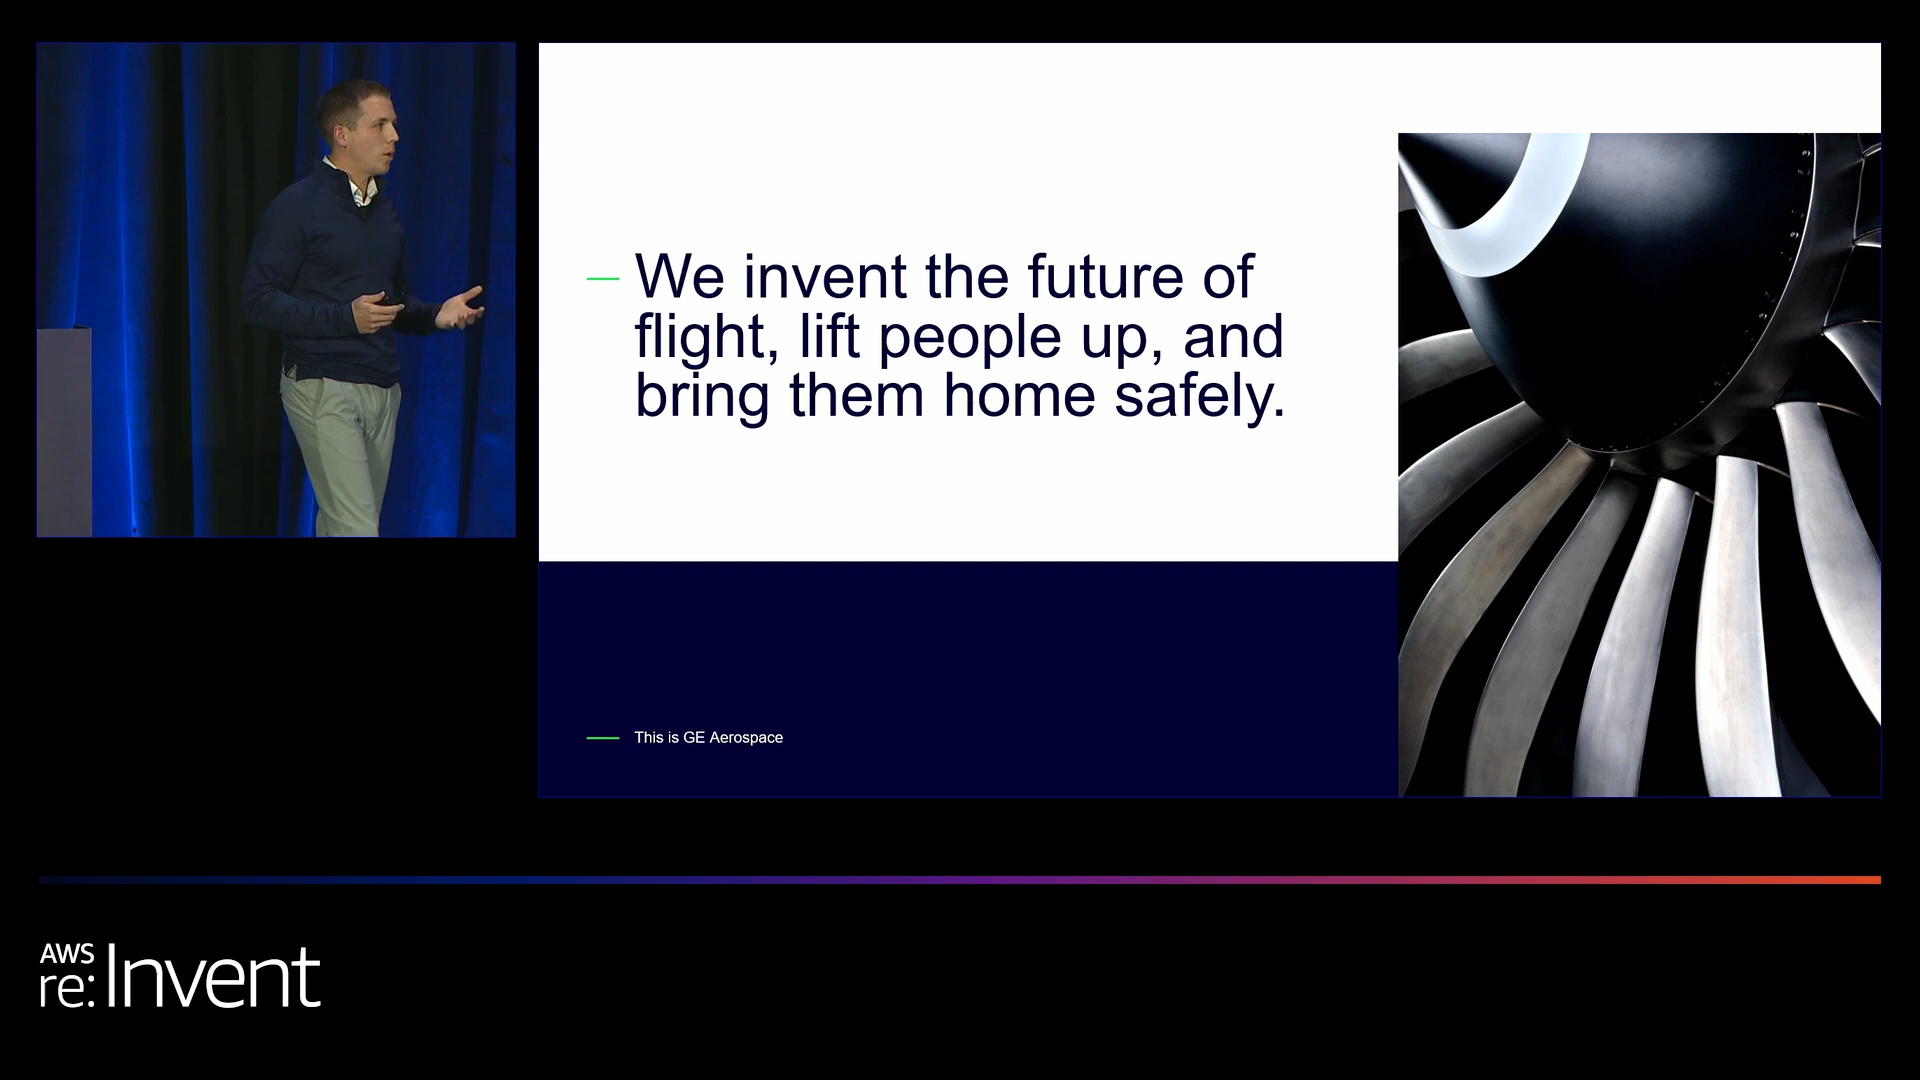 We invent the future of
flight, lift people up, and
bring them home safely.
This is GE Aerospace
AWS
re:Invent